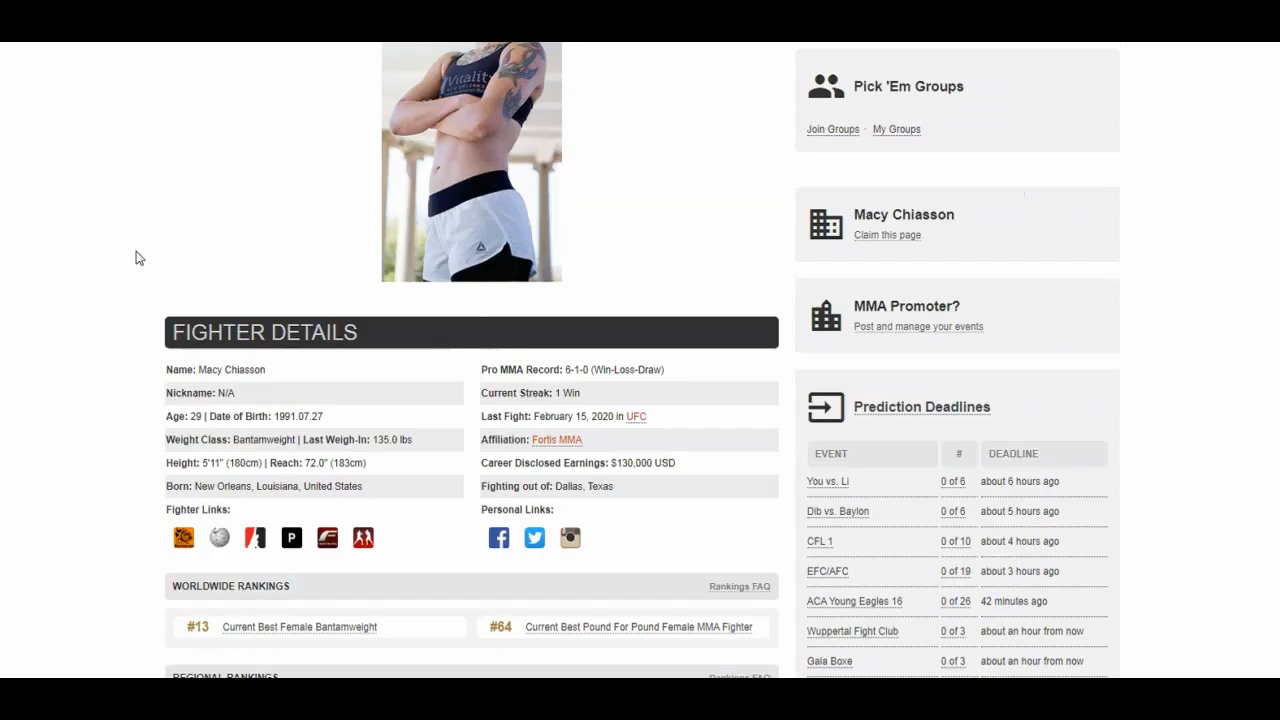 Vitality
Pick 'Em Groups
Join Groups · My Groups
Macy Chiasson
Claim this page
MMA Promoter?
Post and manage your events
FIGHTER DETAILS
Name: Macy Chiasson
Pro MMA Record: 6-1-0 (Win-Loss-Draw)
Nickname: N/A
Current Streak: 1 Win
Age: 29 | Date of Birth: 1991.07.27
Last Fight: February 15, 2020 in UFC
Weight Class: Bantamweight | Last Weigh-In: 135.0 lbs
Affiliation: Fortis MMA
Height: 5'11" (180cm) | Reach: 72.0" (183cm)
Career Disclosed Earnings: $130,000 USD
Born: New Orleans, Louisiana, United States
Fighting out of: Dallas, Texas
Fighter Links:
Personal Links:
P
WORLDWIDE RANKINGS
Rankings FAQ
#13 Current Best Female Bantamweight
#64 Current Best Pound For Pound Female MMA Fighter
REGIONAL RANKINGS
Rankings FAQ
Prediction Deadlines
EVENT # DEADLINE
You vs. Li 0 of 6 about 6 hours ago
Dib vs. Baylon 0 of 6 about 5 hours ago
CFL 1 0 of 10 about 4 hours ago
EFC/AFC 0 of 19 about 3 hours ago
ACA Young Eagles 16 0 of 26 42 minutes ago
Wuppertal Fight Club 0 of 3 about an hour from now
Gala Boxe 0 of 3 about an hour from now